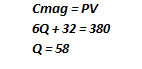 Cmag = PV
6Q + 32 = 380
Q = 58